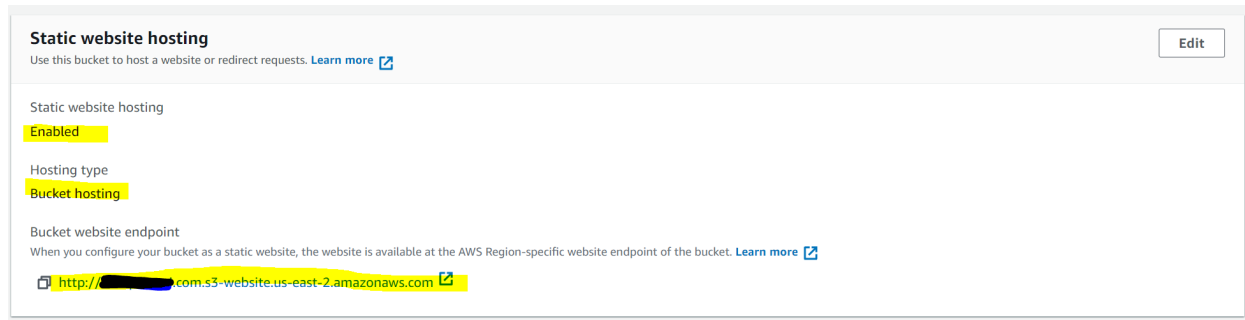 Static website hosting
Edit
Use this bucket to host a website or redirect requests. Learn more
Static website hosting
Enabled
Hosting type
Bucket hosting
Bucket website endpoint
When you configure your bucket as a static website, the website is available at the AWS Region-specific website endpoint of the bucket. Learn more
http:// .com.s3-website.us-east-2.amazonaws.com